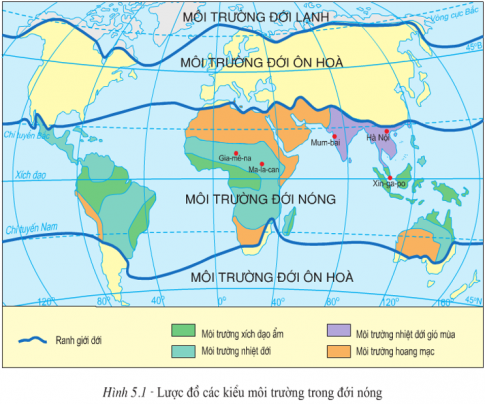 MÔI TRƯỜNG ĐỚI LẠNH
Vòng cực Bắc
45°B
MÔI TRƯỜNG ĐỚI ÔN HOÀ
Chí tuyến Bắc
Hà Nội
Mum-bai
Gia-mê-na
Ma-la-can
Xin-ga-po
Xích đạo
MÔI TRƯỜNG ĐỚI NÓNG
Chí tuyến Nam
MÔI TRƯỜNG ĐỚI ÔN HOÀ
120° 80° 40° 0° 40° 80° 120° 45°N
Ranh giới đới
Môi trường xích đạo ẩm
Môi trường nhiệt đới
Môi trường nhiệt đới gió mùa
Môi trường hoang mạc
Hình 5.1 - Lược đồ các kiểu môi trường trong đới nóng